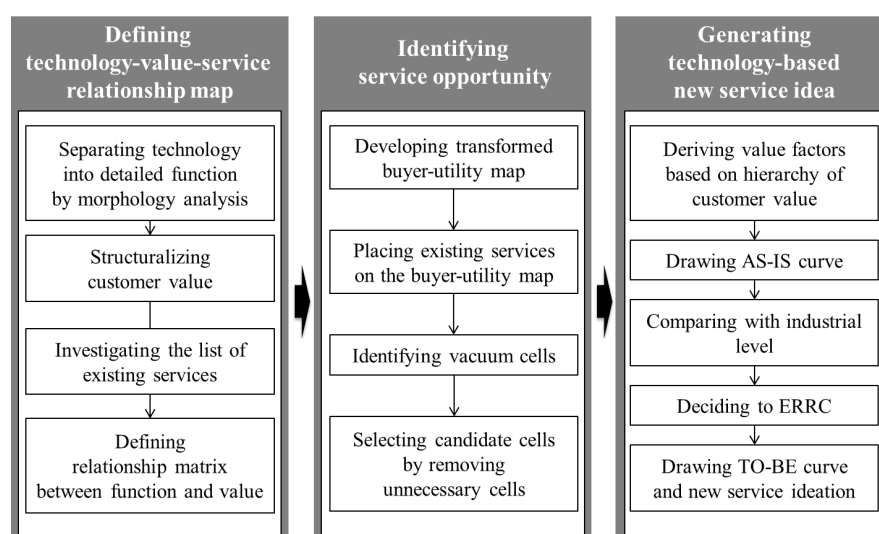 Defining
technology-value-service
relationship map
Separating technology
into detailed function
by morphology analysis
Structuralizing
customer value
Investigating the list of
existing services
Defining
relationship matrix
between function and value
Identifying
service opportunity
Developing transformed
buyer-utility map
Placing existing services
on the buyer-utility map
Identifying vacuum cells
Selecting candidate cells
by removing
unnecessary cells
Generating
technology-based
new service idea
Deriving value factors
based on hierarchy of
customer value
Drawing AS-IS curve
Comparing with industrial
level
Deciding to ERRC
Drawing TO-BE curve
and new service ideation